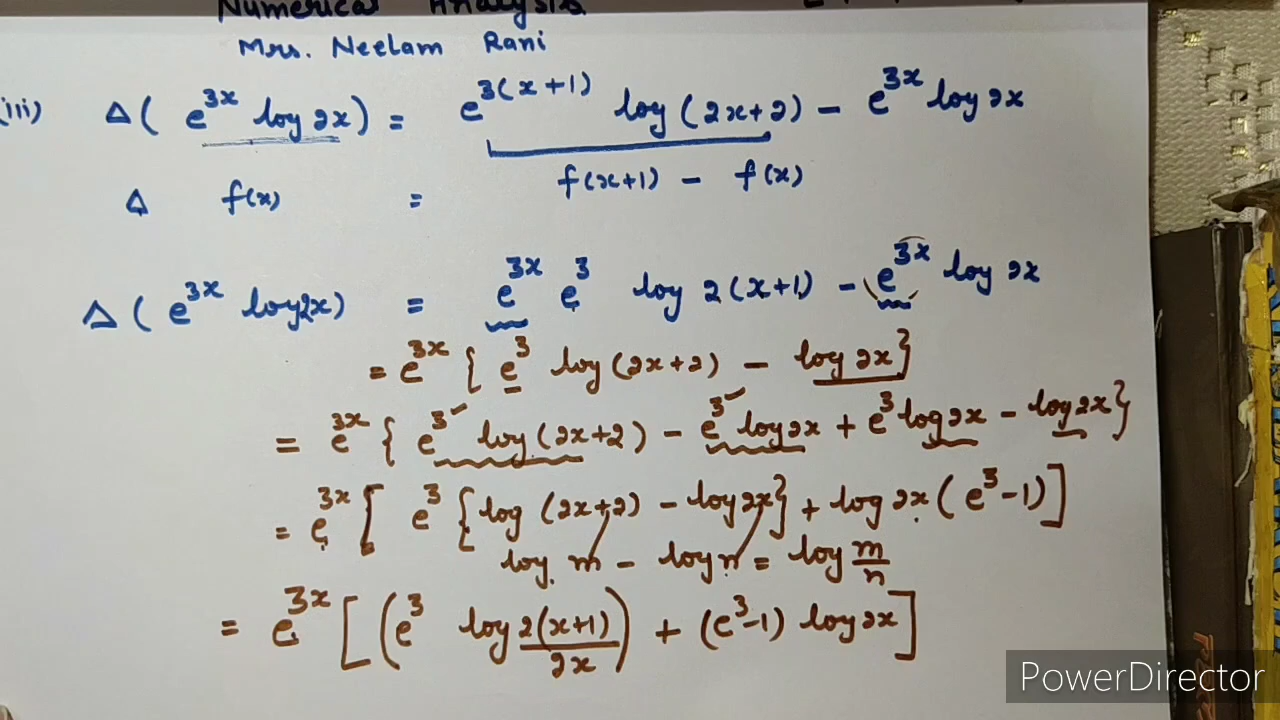 Numerical Analysis
Mrs. Neelam Rani
(iii) Δ( e^{3x} log 2x) = e^{3(x+1)} log (2x+2) - e^{3x} log 2x
Δ f(x) = f(x+1) - f(x)
Δ ( e^{3x} log2x) = e^{3x} e^{3} log 2(x+1) - e^{3x} log 2x
= e^{3x} { e^{3} log (2x+2) - log 2x}
= e^{3x} { e^{3} log (2x+2) - e^{3} log 2x + e^{3} log 2x - log 2x}
= e^{3x} [ e^{3} {log (2x+2) - log 2x} + log 2x ( e^{3} -1) ]
log m - log n = log m/n
= e^{3x} [ ( e^{3} log 2(x+1)/2x ) + (e^{3}-1) log 2x ]
PowerDirector